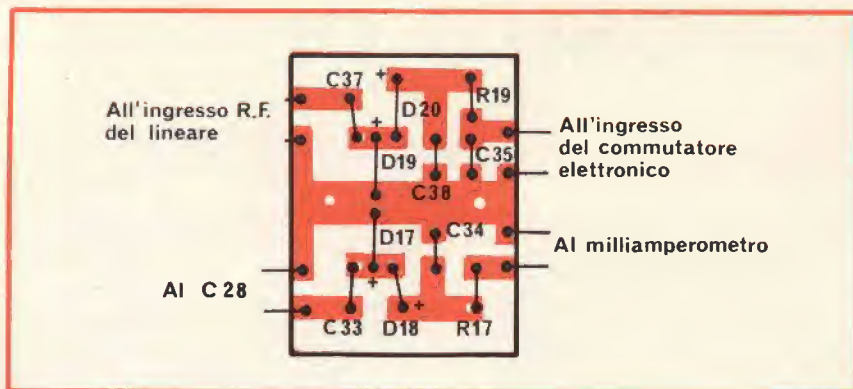 All'ingresso R.F.
del lineare
Al C 28
C37
+
D20
R19
D19
C35
C38
D17
C34
+
C33
D18
+
R17
All'ingresso
del commutatore
elettronico
Al milliamperometro